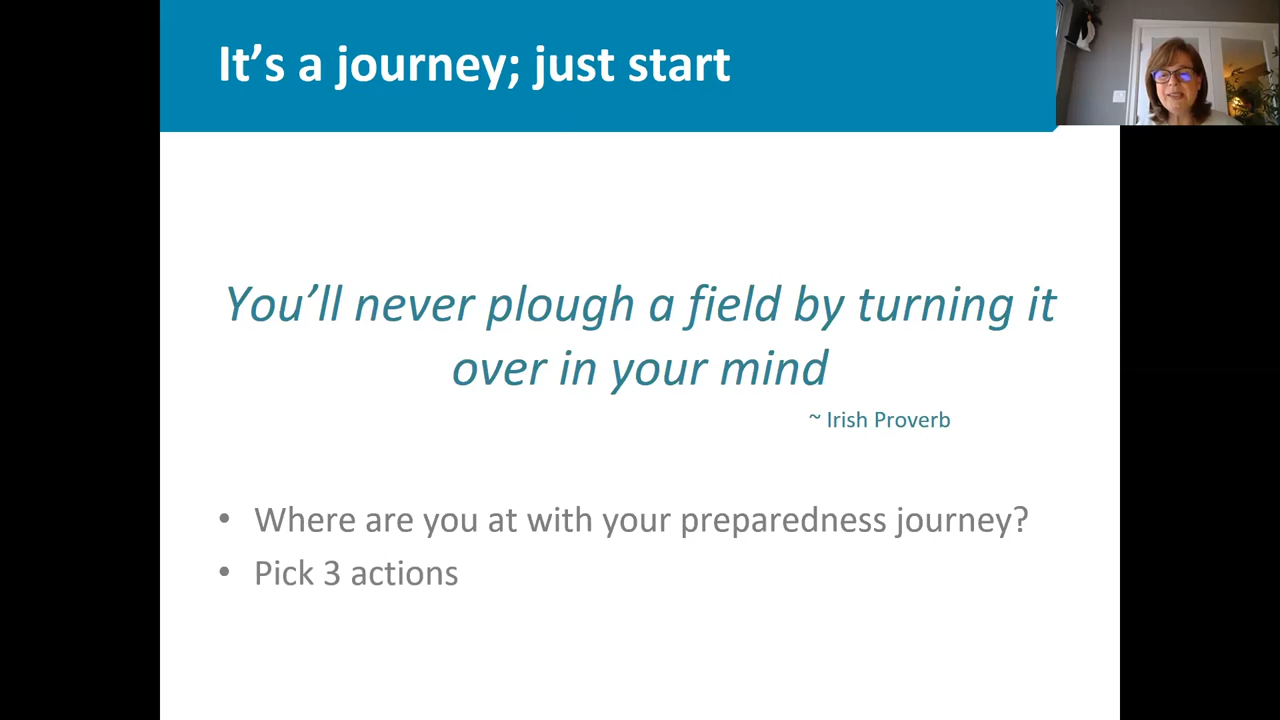 It’s a journey; just start
You’ll never plough a field by turning it
over in your mind
~ Irish Proverb
• Where are you at with your preparedness journey?
• Pick 3 actions